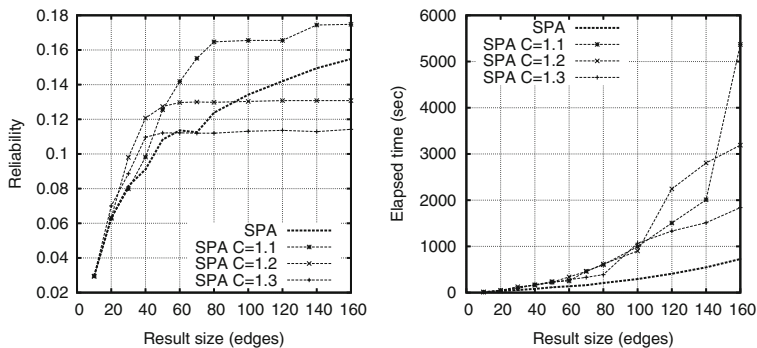 0.18
0.16
0.14
0.12
0.1
0.08
0.06
0.04
0.02
Reliability
SPA
SPA C=1.1
SPA C=1.2
SPA C=1.3
0 20 40 60 80 100 120 140 160
Result size (edges)
6000
5000
4000
3000
2000
1000
0
Elapsed time (sec)
SPA
SPA C=1.1
SPA C=1.2
SPA C=1.3
0 20 40 60 80 100 120 140 160
Result size (edges)